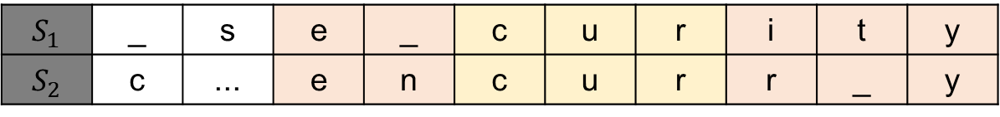 S₁ _ s e _ c u r i t y
S₂ c ... e n c u r r _ y